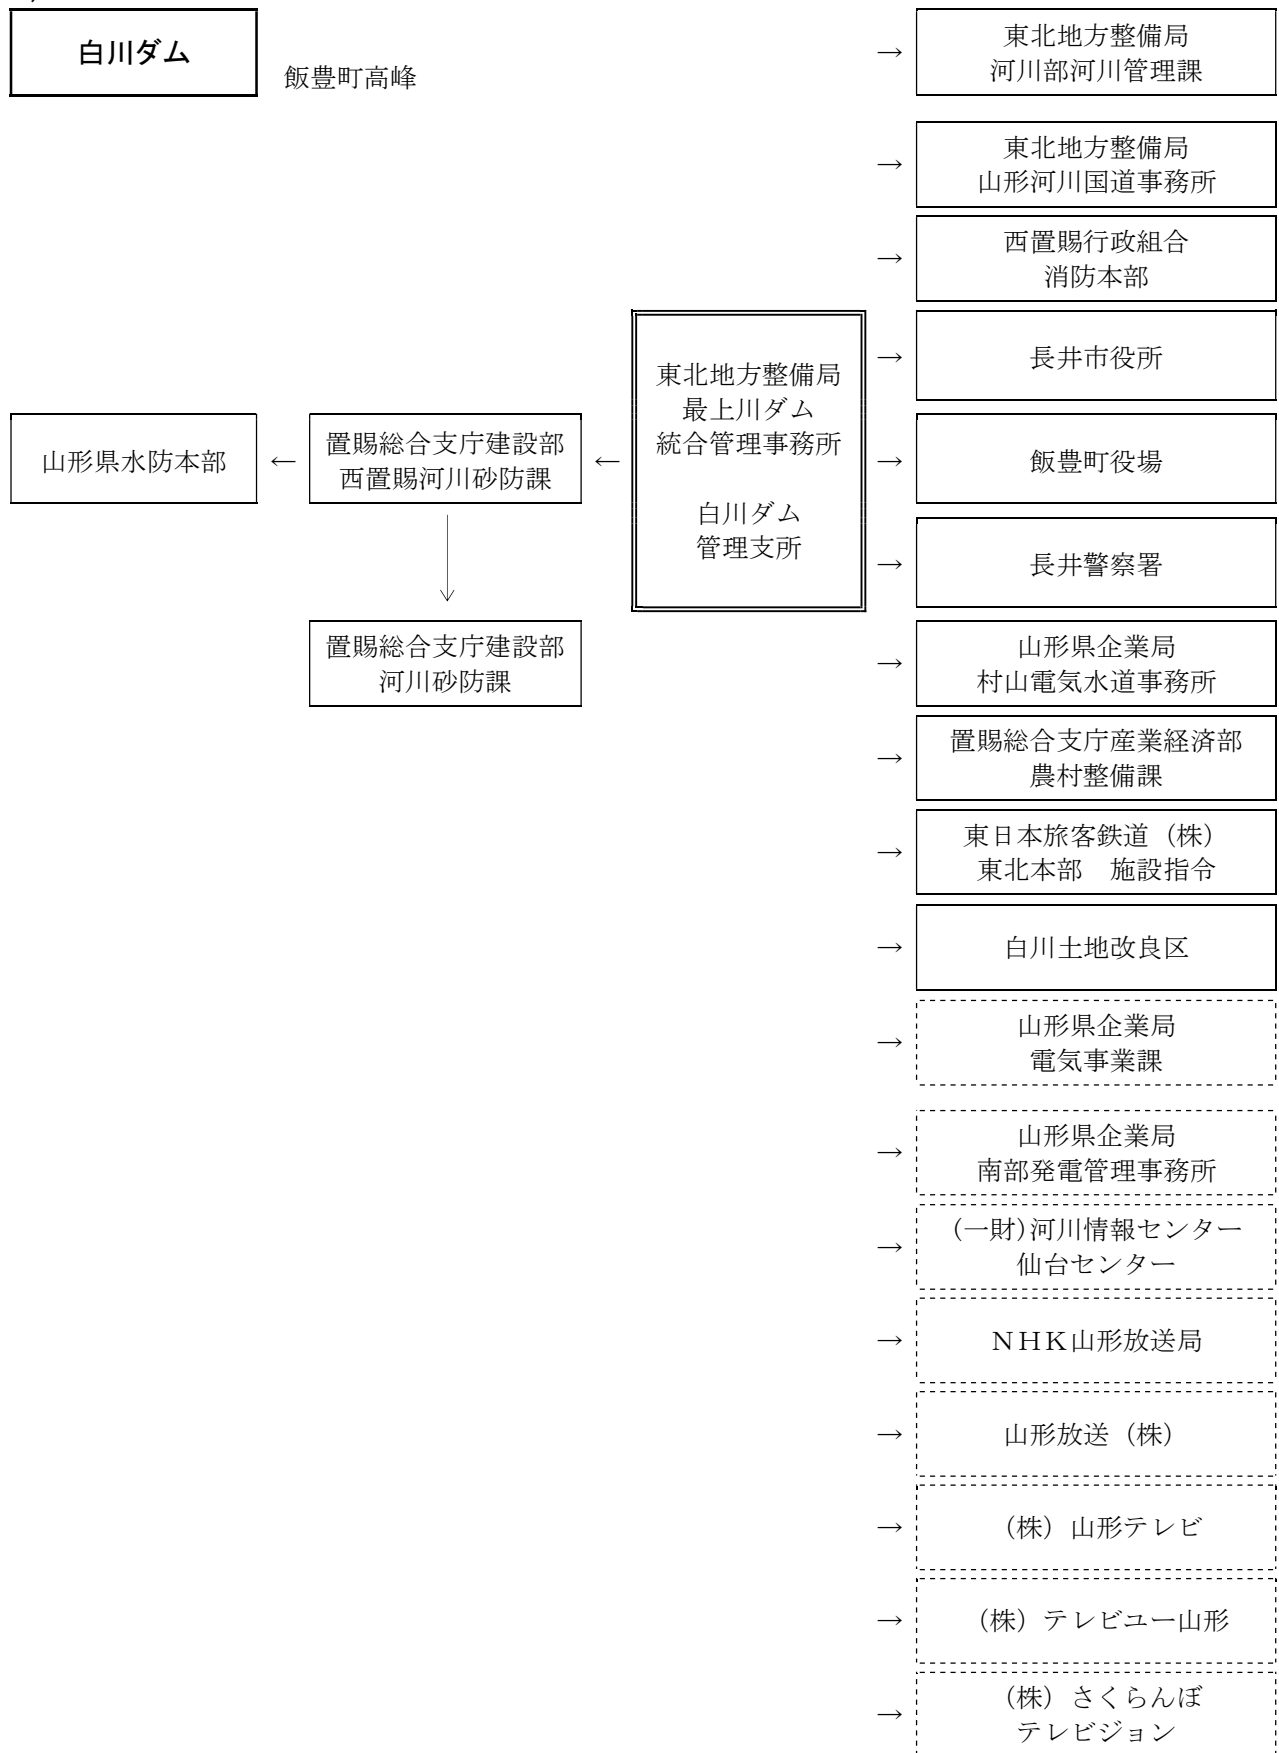 白川ダム
飯豊町高峰
→
東北地方整備局
河川部河川管理課
→
東北地方整備局
山形河川国道事務所
→
西置賜行政組合
消防本部
→
長井市役所
山形県水防本部
←
置賜総合支庁建設部
西置賜河川砂防課
←
東北地方整備局
最上川ダム
統合管理事務所
白川ダム
管理支所
→
飯豊町役場
→
長井警察署
置賜総合支庁建設部
河川砂防課
→
山形県企業局
村山電気水道事務所
→
置賜総合支庁産業経済部
農村整備課
→
東日本旅客鉄道（株）
東北本部　施設指令
→
白川土地改良区
→
山形県企業局
電気事業課
→
山形県企業局
南部発電管理事務所
→
(一財)河川情報センター
仙台センター
→
ＮＨＫ山形放送局
→
山形放送（株）
→
（株）山形テレビ
→
（株）テレビユー山形
→
（株）さくらんぼ
テレビジョン